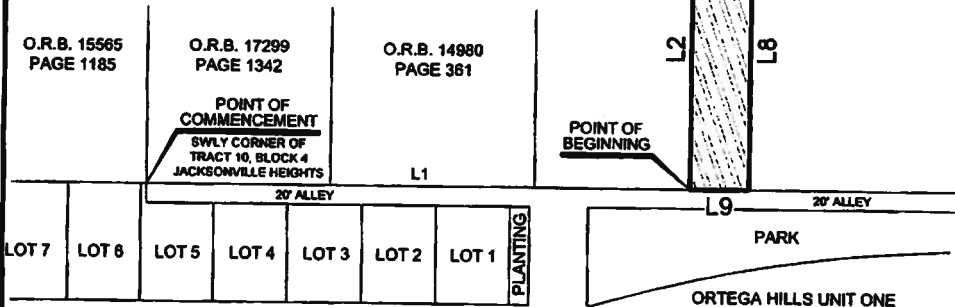 O.R.B. 15565
PAGE 1185
O.R.B. 17299
PAGE 1342
O.R.B. 14980
PAGE 361
L2
L8
POINT OF
COMMENCEMENT
SWLY CORNER OF
TRACT 10, BLOCK 4
JACKSONVILLE HEIGHTS
POINT OF
BEGINNING
L1
20' ALLEY
L9
20' ALLEY
LOT 7
LOT 6
LOT 5
LOT 4
LOT 3
LOT 2
LOT 1
PLANTING
PARK
ORTEGA HILLS UNIT ONE